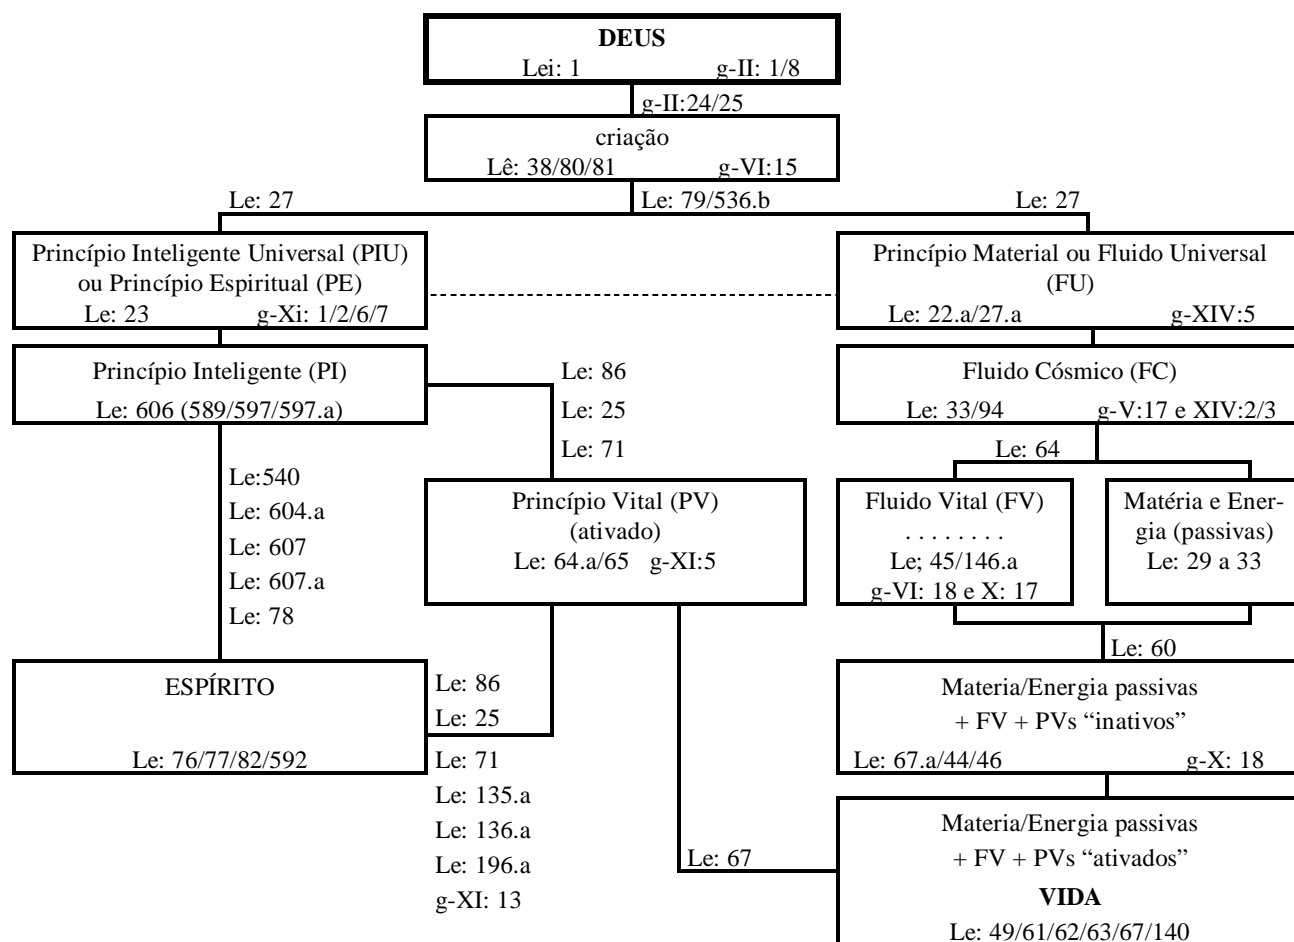 DEUS
Lei: 1 g-II: 1/8
g-II:24/25
criação
Lê: 38/80/81 g-VI:15
Le: 27 Le: 79/536.b Le: 27
Princípio Inteligente Universal (PIU)
ou Princípio Espiritual (PE)
Le: 23 g-Xi: 1/2/6/7
Princípio Material ou Fluido Universal
(FU)
Le: 22.a/27.a g-XIV:5
Princípio Inteligente (PI)
Le: 606 (589/597/597.a)
Le: 86
Le: 25
Le: 71
Fluido Cósmico (FC)
Le: 33/94 g-V:17 e XIV:2/3
Le: 64
Le:540
Le: 604.a
Le: 607
Le: 607.a
Le: 78
Princípio Vital (PV)
(ativado)
Le: 64.a/65 g-XI:5
Fluido Vital (FV)
. . . . . . . .
Le; 45/146.a
g-VI: 18 e X: 17
Matéria e Ener-
gia (passivas)
Le: 29 a 33
Le: 60
ESPÍRITO
Le: 76/77/82/592
Le: 86
Le: 25
Le: 71
Le: 135.a
Le: 136.a
Le: 196.a
g-XI: 13
Materia/Energia passivas
+ FV + PVs “inativos”
Le: 67.a/44/46 g-X: 18
Le: 67
Materia/Energia passivas
+ FV + PVs “ativados”
VIDA
Le: 49/61/62/63/67/140